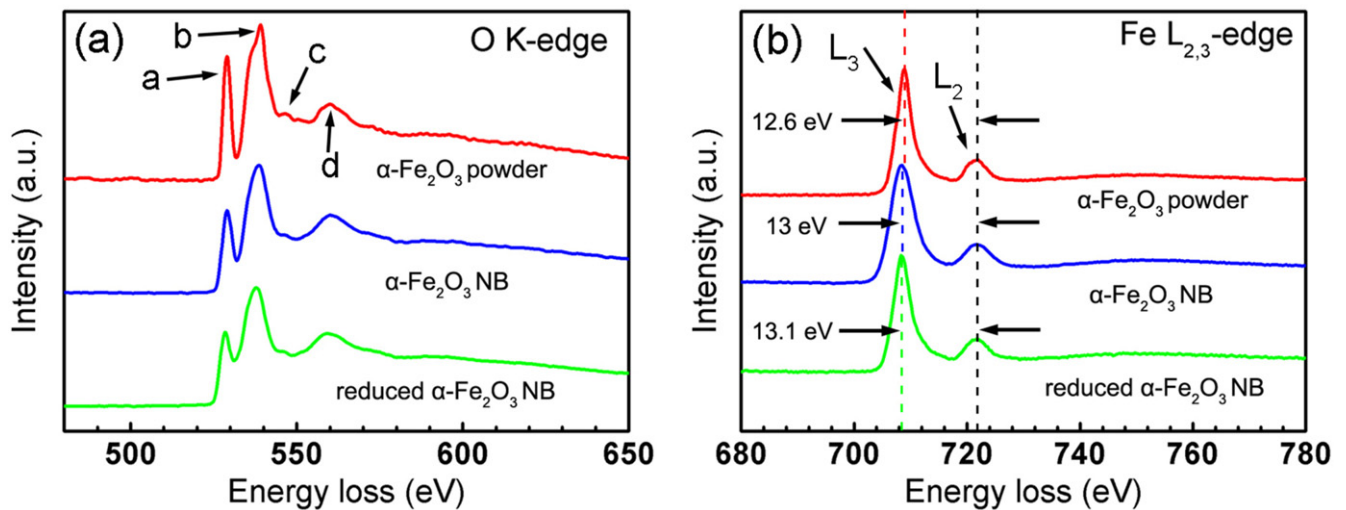 (a)
O K-edge
a
b
c
d
α-Fe₂O₃ powder
α-Fe₂O₃ NB
reduced α-Fe₂O₃ NB
Intensity (a.u.)
500 550 600 650
Energy loss (eV)
(b)
Fe L₂,₃-edge
L₃
L₂
12.6 eV
α-Fe₂O₃ powder
13 eV
α-Fe₂O₃ NB
13.1 eV
reduced α-Fe₂O₃ NB
Intensity (a.u.)
680 700 720 740 760 780
Energy loss (eV)